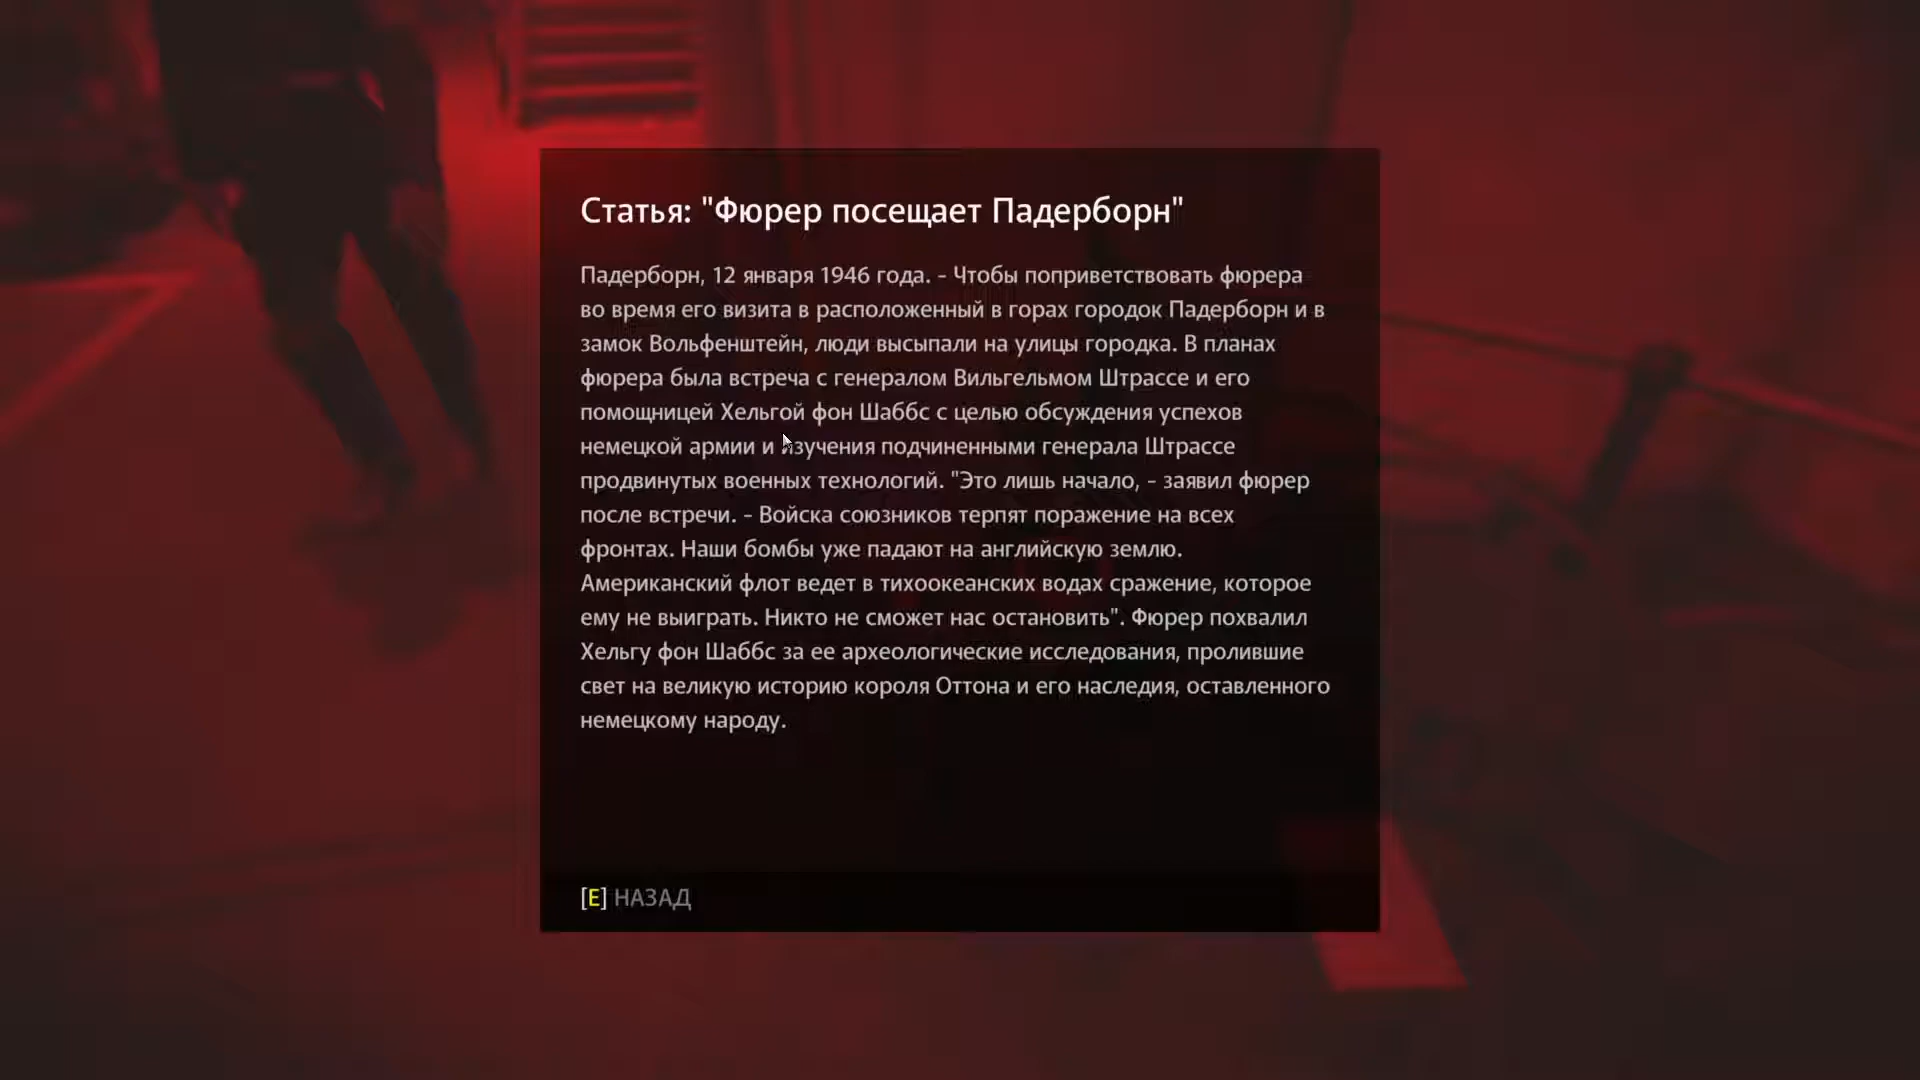 Статья: "Фюрер посещает Падерборн"
Падерборн, 12 января 1946 года. – Чтобы поприветствовать фюрера
во время его визита в расположенный в горах городок Падерборн и в
замок Вольфенштейн, люди высыпали на улицы городка. В планах
фюрера была встреча с генералом Вильгельмом Штрассе и его
помощницей Хельгой фон Шаббс с целью обсуждения успехов
немецкой армии и изучения подчиненными генерала Штрассе
продвинутых военных технологий. "Это лишь начало, – заявил фюрер
после встречи. – Войска союзников терпят поражение на всех
фронтах. Наши бомбы уже падают на английскую землю.
Американский флот ведет в тихоокеанских водах сражение, которое
ему не выиграть. Никто не сможет нас остановить". Фюрер похвалил
Хельгу фон Шаббс за ее археологические исследования, пролившие
свет на великую историю короля Оттона и его наследия, оставленного
немецкому народу.
[E] НАЗАД